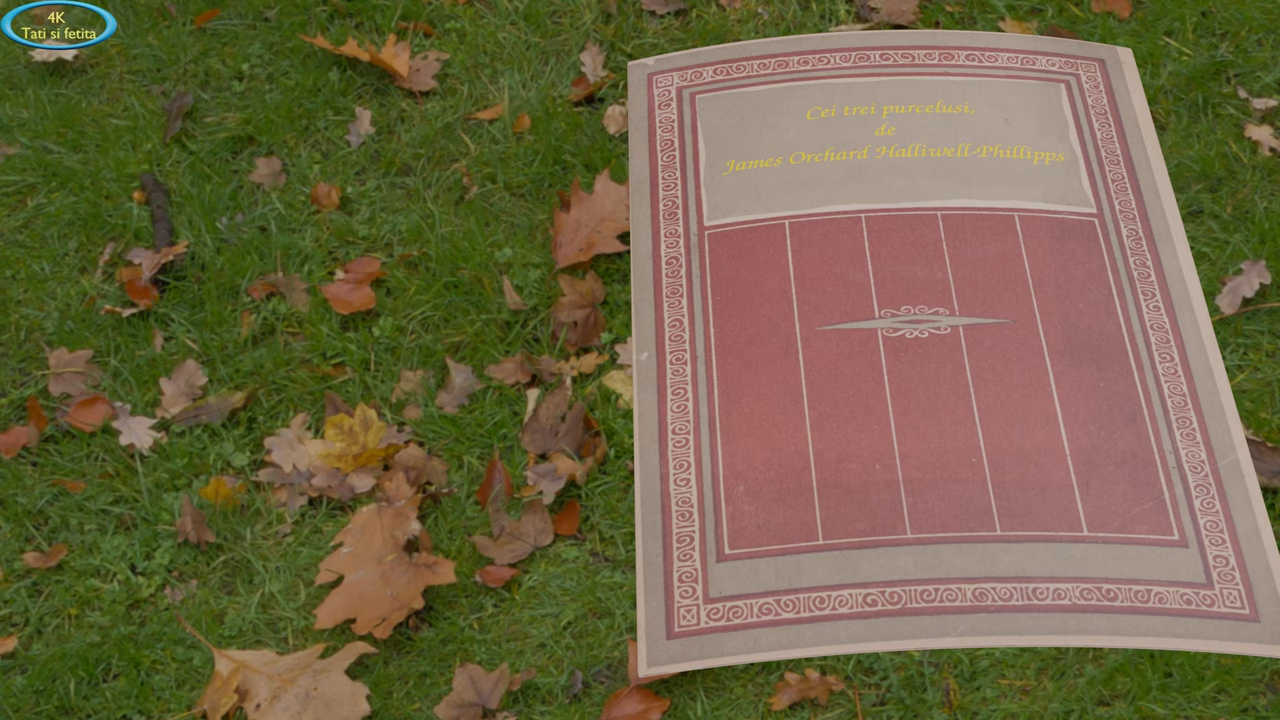 4K
Tati si fetita
Cei trei purcelusi,
de
James Orchard Halliwell-Phillipps